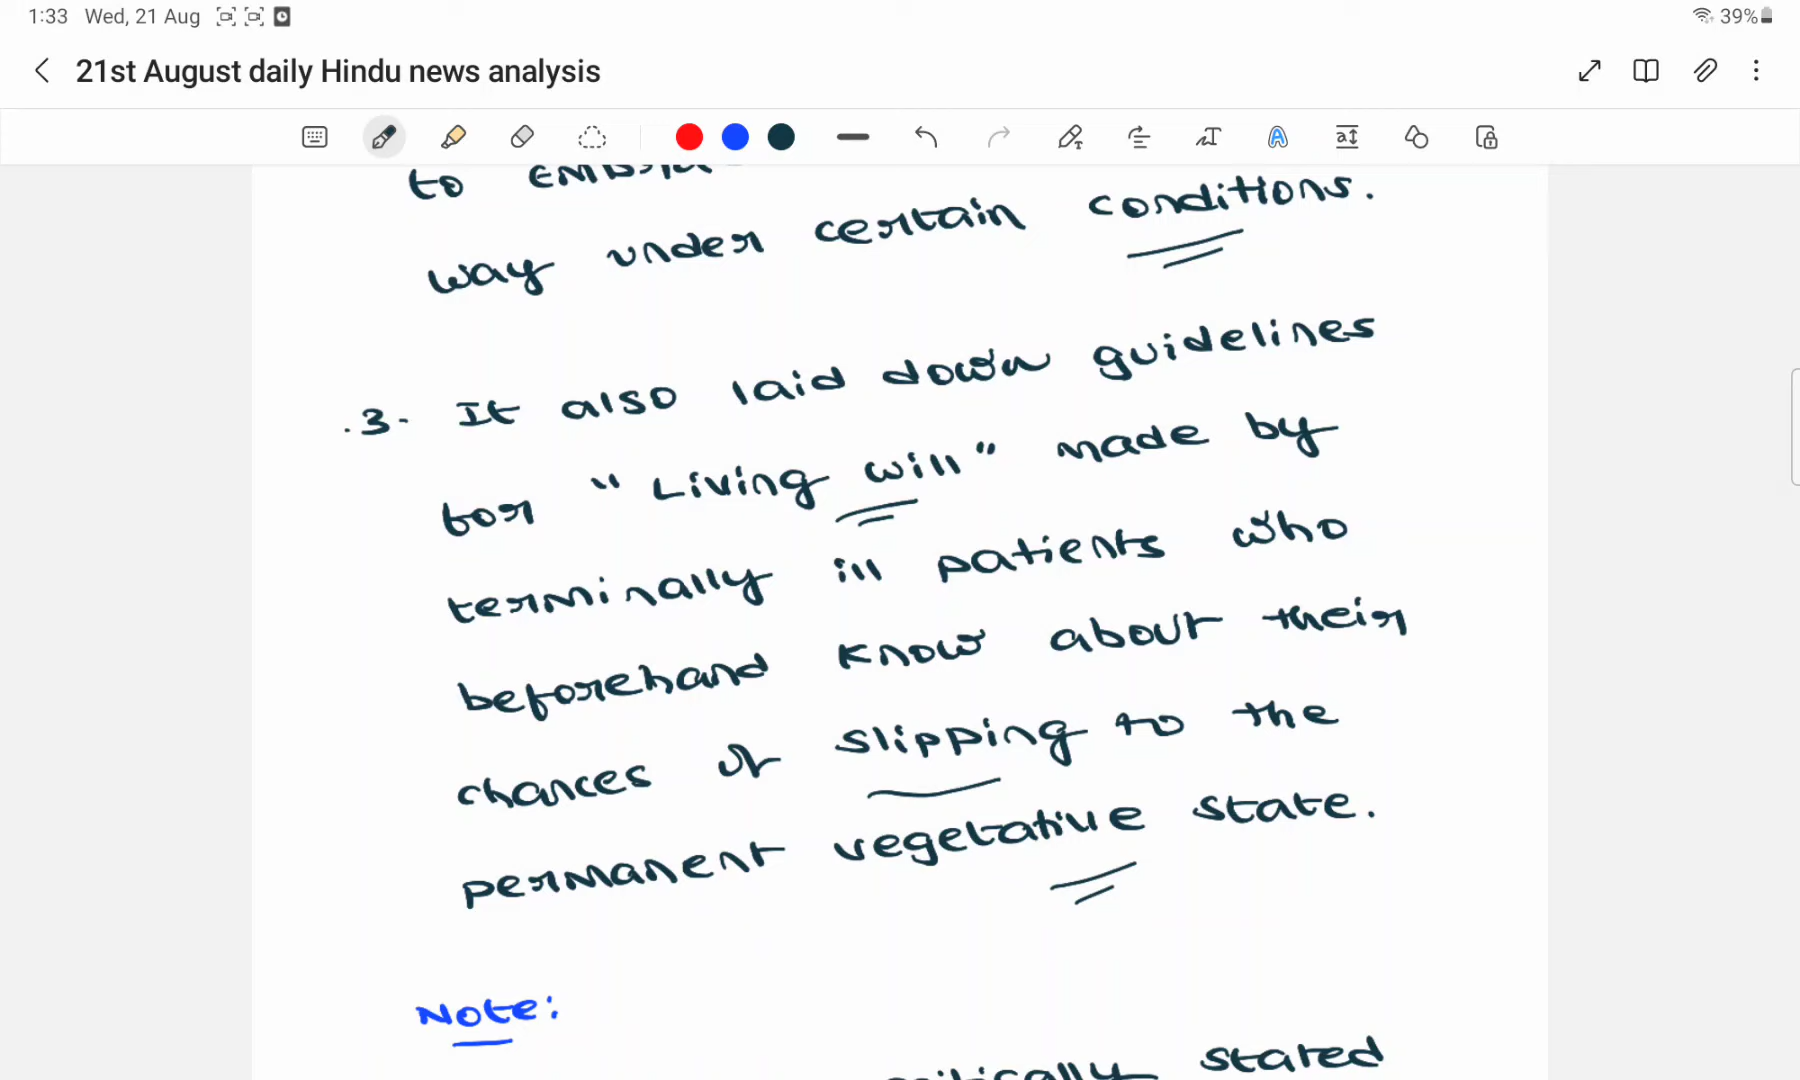 1:33 Wed, 21 Aug 39%
21st August daily Hindu news analysis
to
way under certain conditions.
.3. It also laid down guidelines
for "Living will" made by
terminally ill patients who
beforehand know about their
chances of slipping to the
permanent vegetative state.
Note:
stated